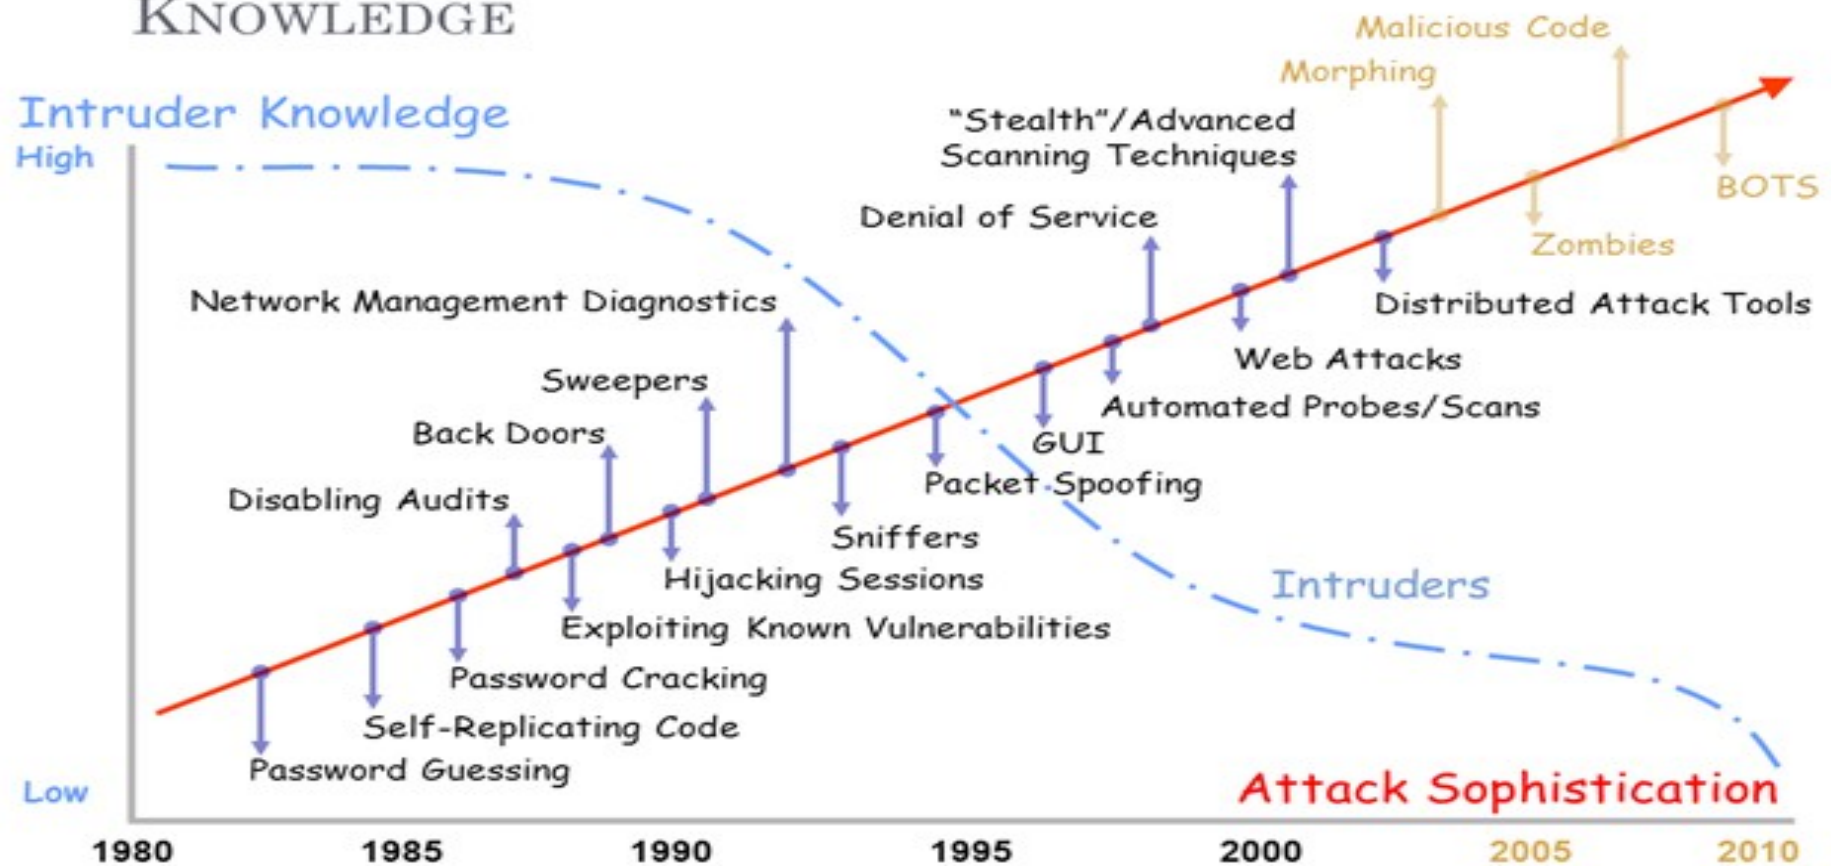 KNOWLEDGE
Malicious Code
Morphing
Intruder Knowledge
High
"Stealth"/Advanced
Scanning Techniques
BOTS
Denial of Service
Zombies
Network Management Diagnostics
Distributed Attack Tools
Web Attacks
Sweepers
Automated Probes/Scans
Back Doors
GUI
Packet Spoofing
Disabling Audits
Sniffers
Hijacking Sessions
Intruders
Exploiting Known Vulnerabilities
Password Cracking
Self-Replicating Code
Password Guessing
Low
Attack Sophistication
1980 1985 1990 1995 2000 2005 2010